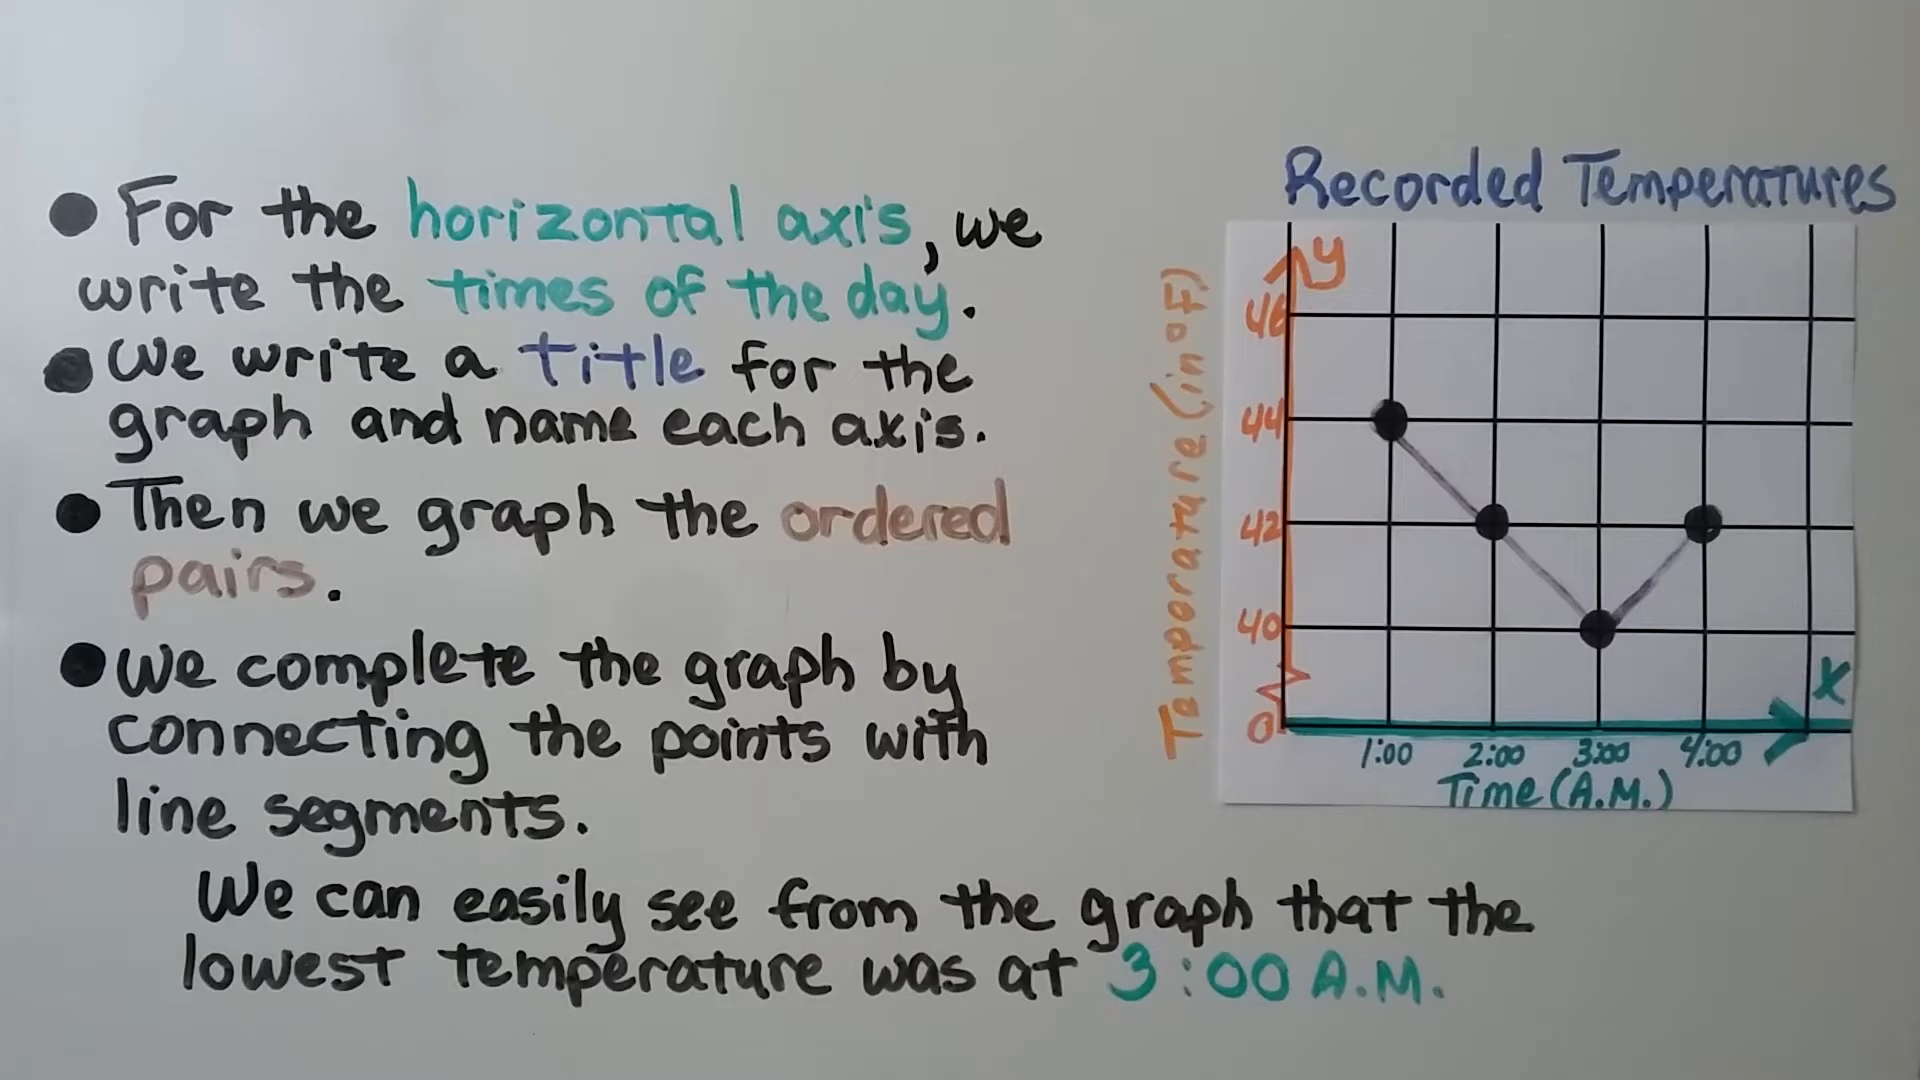 ● For the horizontal axis, we
write the times of the day.
● We write a title for the
graph and name each axis.
● Then we graph the ordered
pairs.
● We complete the graph by
connecting the points with
line segments.
We can easily see from the graph that the
lowest temperature was at 3:00 A.M.
Recorded Temperatures
Temperature (in °F)
y
46
44
42
40
0
x
1:00 2:00 3:00 4:00
Time (A.M.)